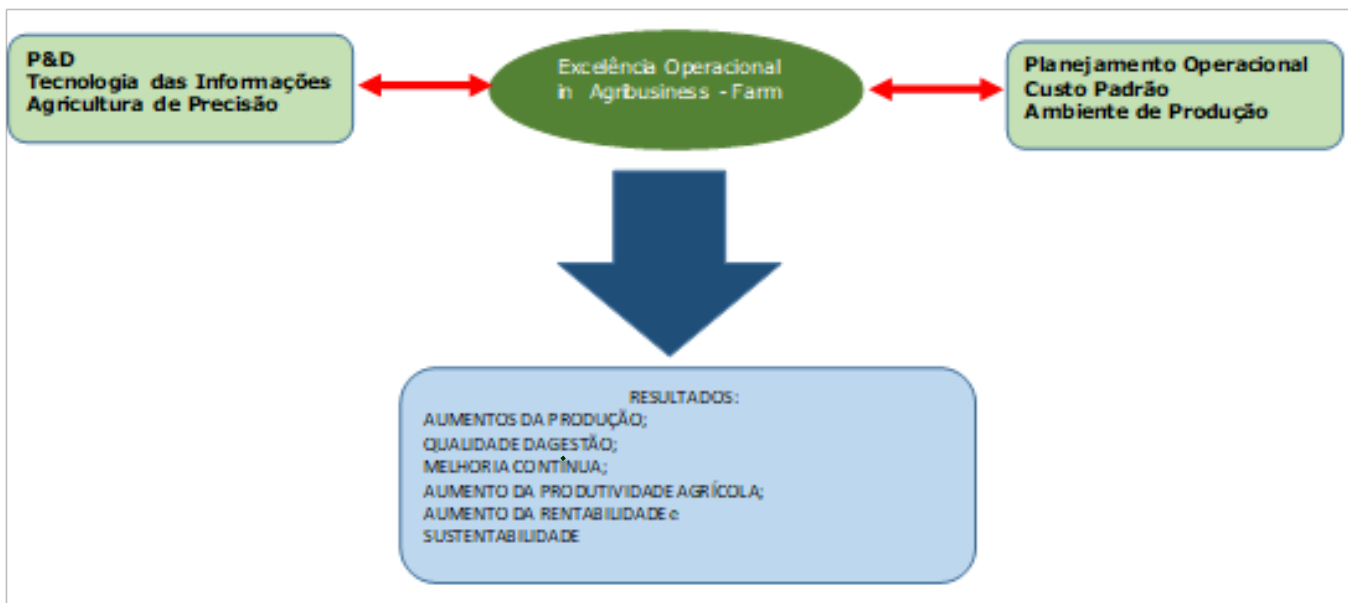 P&D
Tecnologia das Informações
Agricultura de Precisão
Excelência Operacional
in Agribusiness - Farm
Planejamento Operacional
Custo Padrão
Ambiente de Produção
RESULTADOS:
AUMENTOS DA PRODUÇÃO;
QUALIDADE DAGESTÃO;
MELHORIA CONTÍNUA;
AUMENTO DA PRODUTIVIDADE AGRÍCOLA;
AUMENTO DA RENTABILIDADE e
SUSTENTABILIDADE